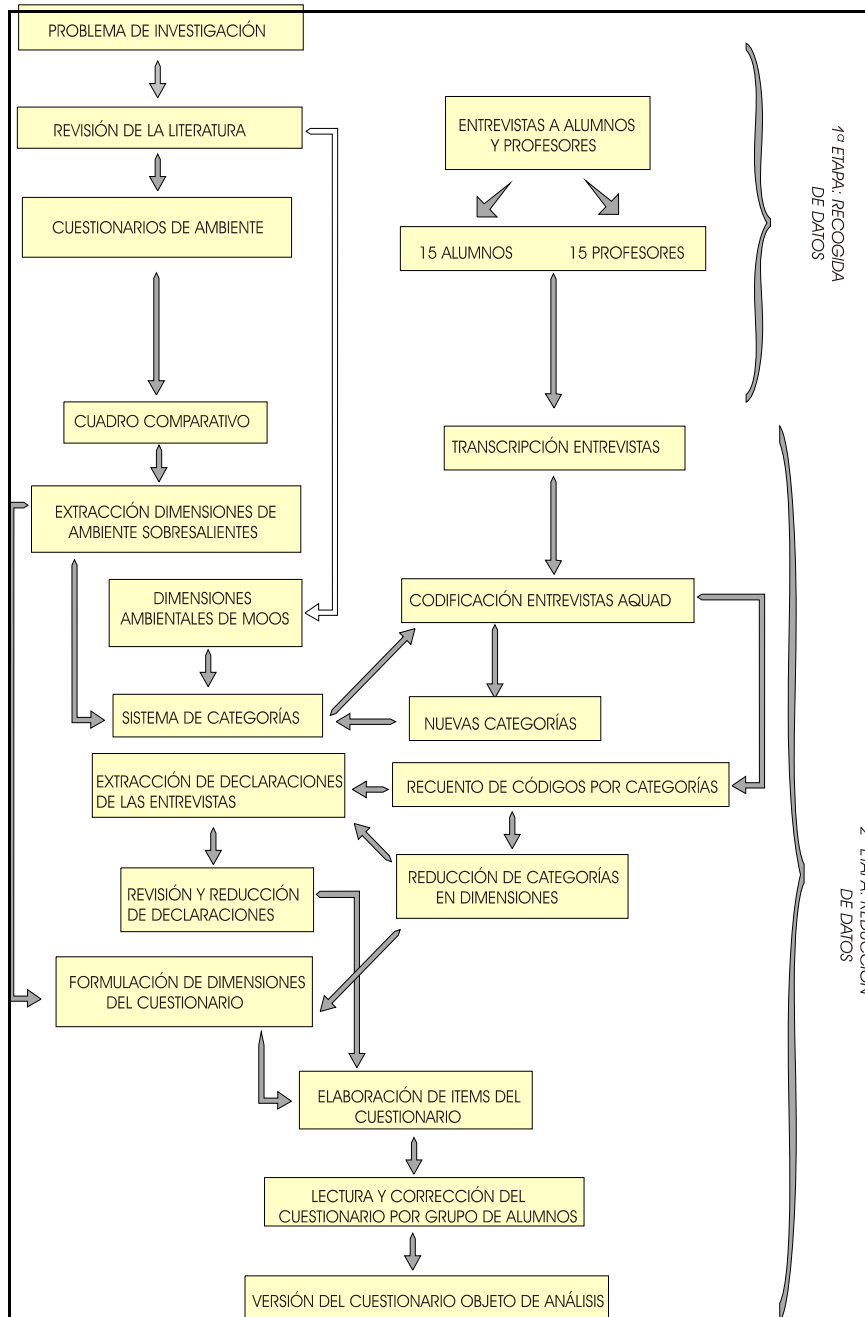 PROBLEMA DE INVESTIGACIÓN
REVISIÓN DE LA LITERATURA
CUESTIONARIOS DE AMBIENTE
ENTREVISTAS A ALUMNOS
Y PROFESORES
15 ALUMNOS 15 PROFESORES
1ª ETAPA: RECOGIDA
DE DATOS
CUADRO COMPARATIVO
TRANSCRIPCIÓN ENTREVISTAS
EXTRACCIÓN DIMENSIONES DE
AMBIENTE SOBRESALIENTES
DIMENSIONES
AMBIENTALES DE MOOS
CODIFICACIÓN ENTREVISTAS AQUAD
SISTEMA DE CATEGORÍAS
NUEVAS CATEGORÍAS
EXTRACCIÓN DE DECLARACIONES
DE LAS ENTREVISTAS
RECUENTO DE CÓDIGOS POR CATEGORÍAS
REVISIÓN Y REDUCCIÓN
DE DECLARACIONES
REDUCCIÓN DE CATEGORÍAS
EN DIMENSIONES
2ª ETAPA: REDUCCIÓN
DE DATOS
FORMULACIÓN DE DIMENSIONES
DEL CUESTIONARIO
ELABORACIÓN DE ITEMS DEL
CUESTIONARIO
LECTURA Y CORRECCIÓN DEL
CUESTIONARIO POR GRUPO DE ALUMNOS
VERSIÓN DEL CUESTIONARIO OBJETO DE ANÁLISIS